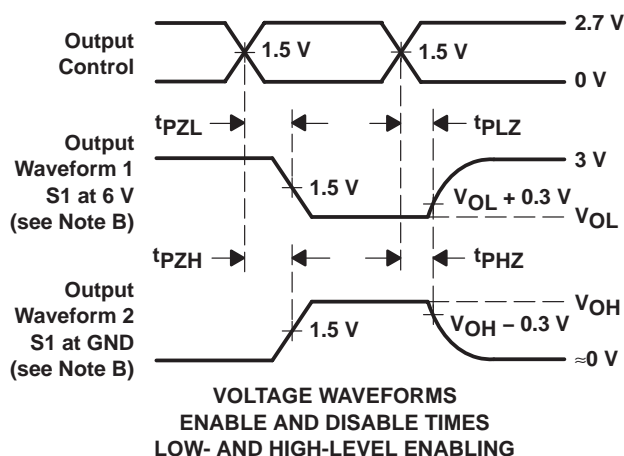 Output
Control
1.5 V
1.5 V
2.7 V
0 V
tPZL
tPLZ
Output
Waveform 1
S1 at 6 V
(see Note B)
1.5 V
3 V
VOL + 0.3 V
VOL
tPZH
tPHZ
Output
Waveform 2
S1 at GND
(see Note B)
1.5 V
VOH
VOH − 0.3 V
≈0 V
VOLTAGE WAVEFORMS
ENABLE AND DISABLE TIMES
LOW- AND HIGH-LEVEL ENABLING